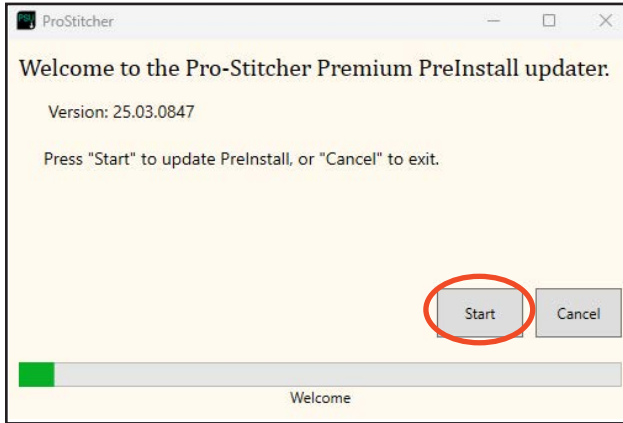 PSU
ProStitcher
Welcome to the Pro-Stitcher Premium PreInstall updater.
Version: 25.03.0847
Press "Start" to update PreInstall, or "Cancel" to exit.
Start Cancel
Welcome